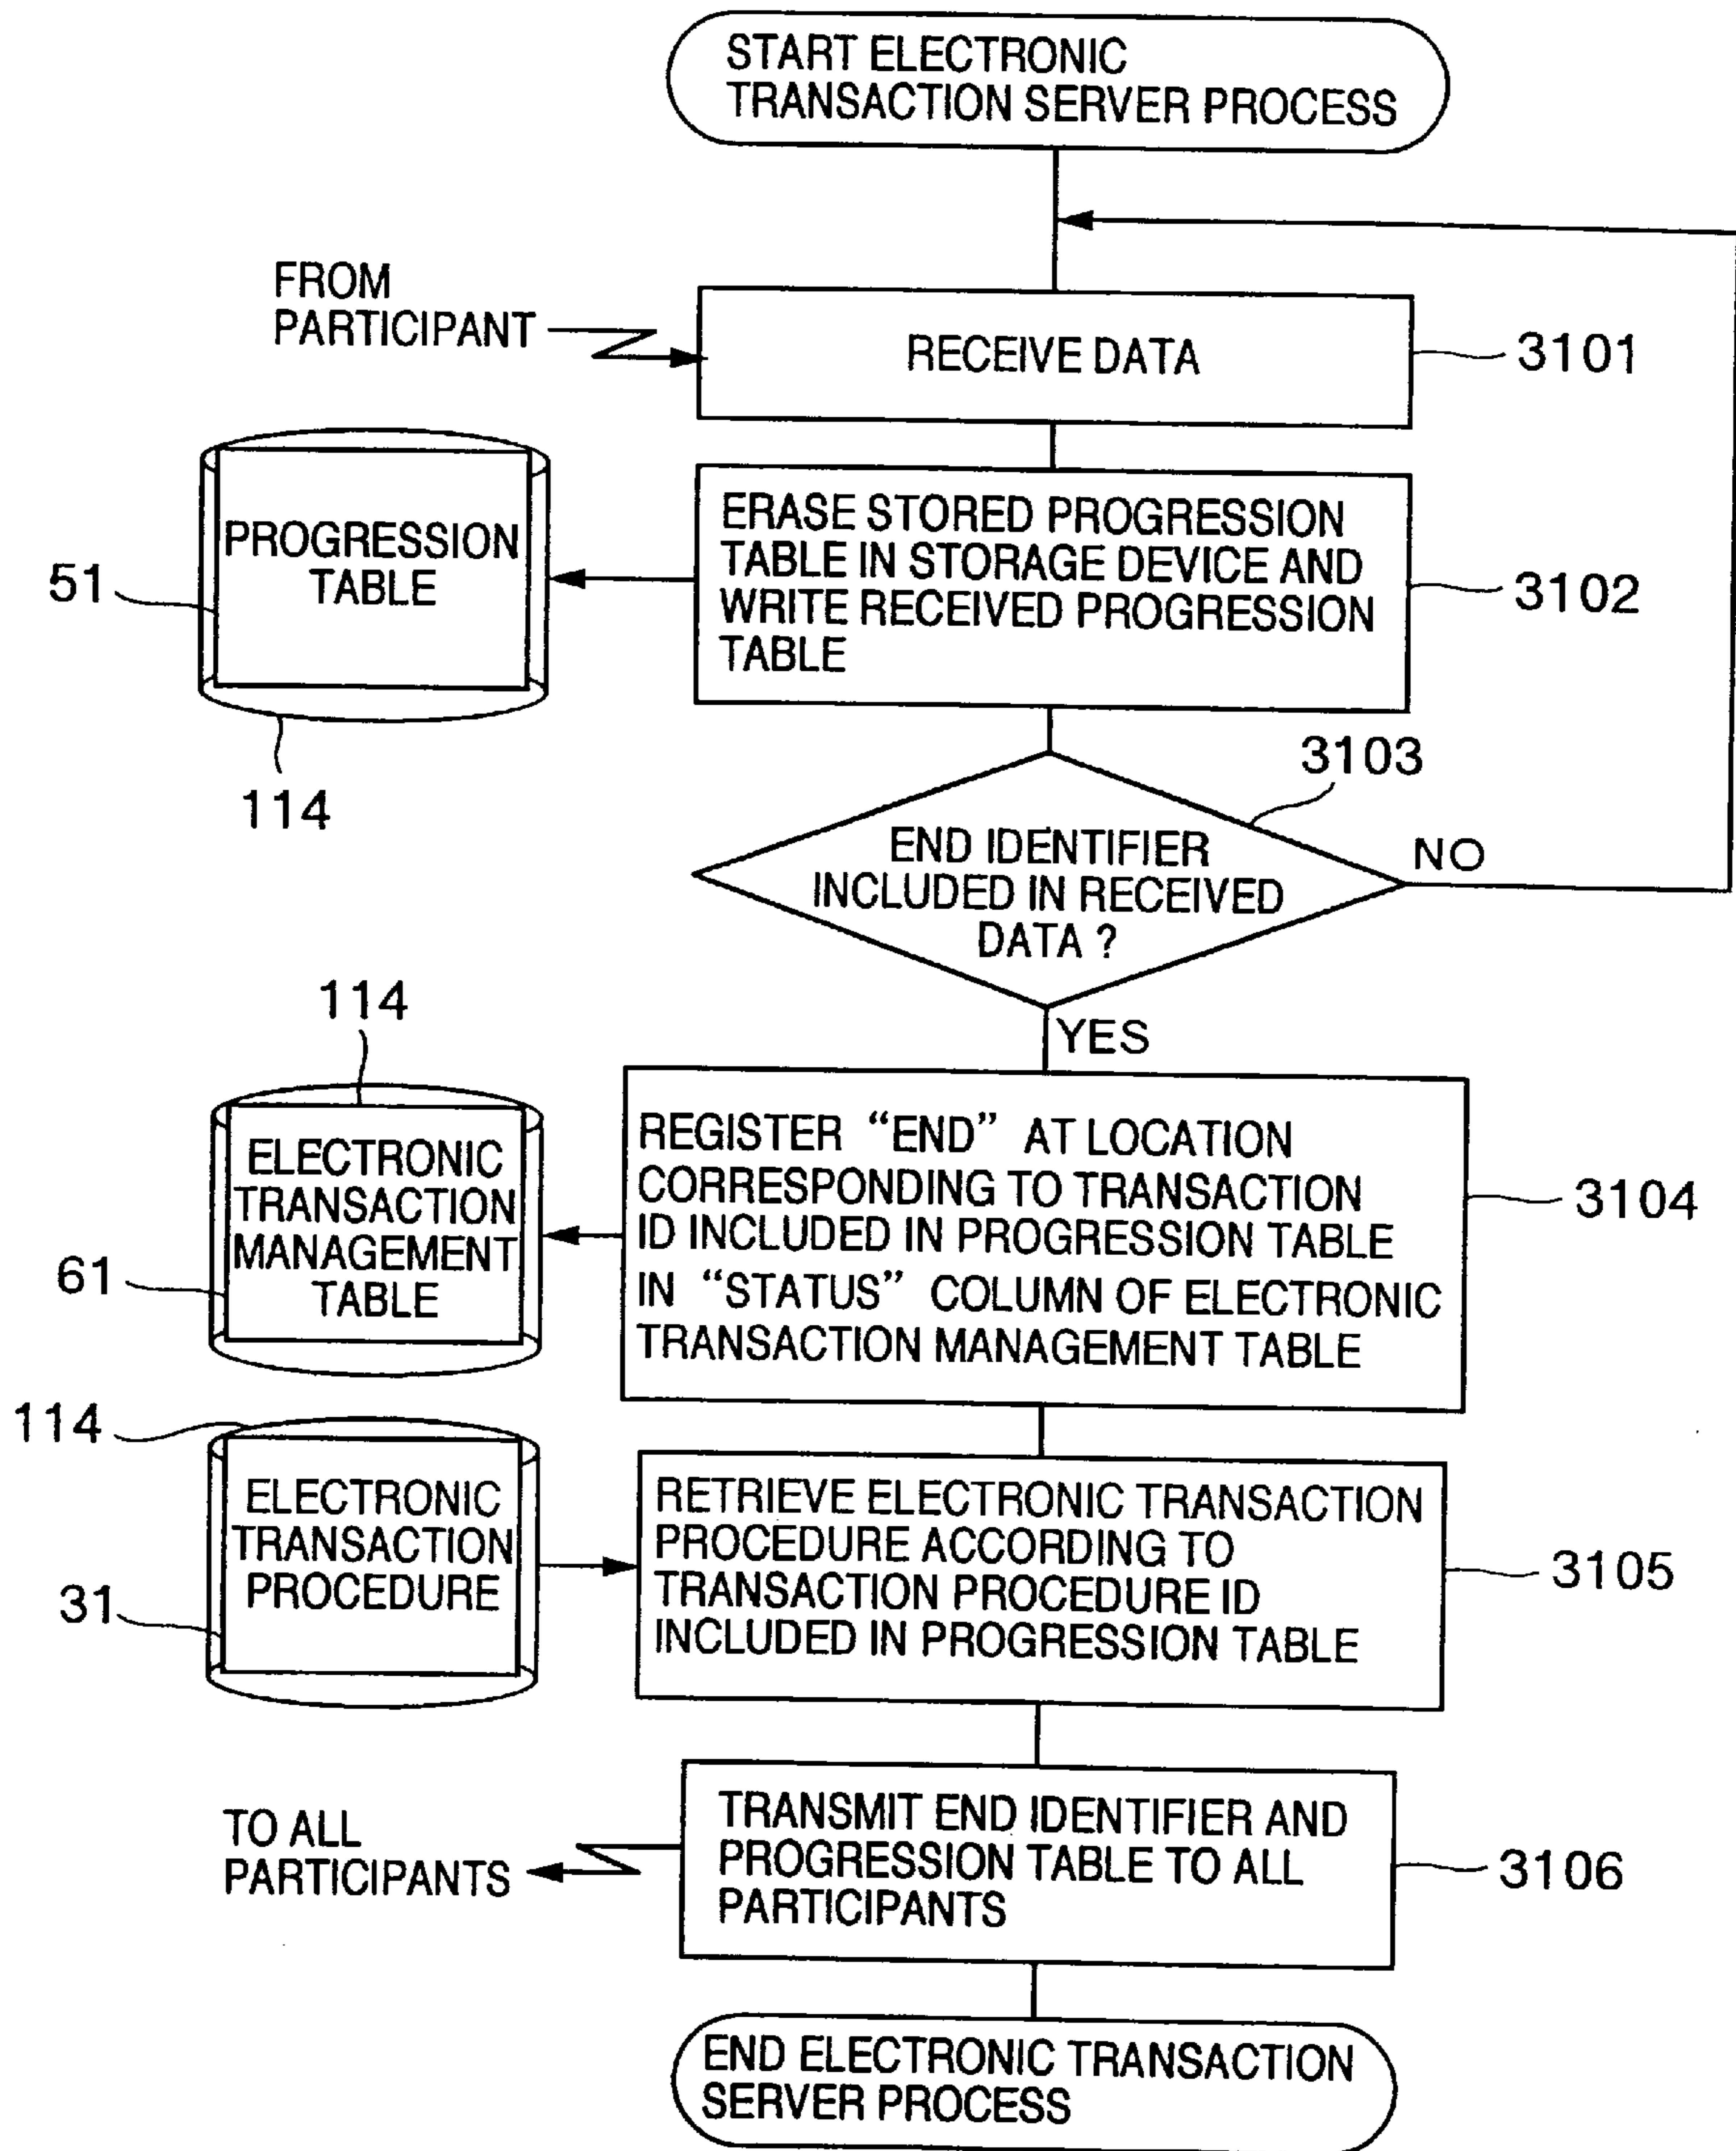 START ELECTRONIC
TRANSACTION SERVER PROCESS
FROM
PARTICIPANT
RECEIVE DATA
3101
PROGRESSION
TABLE
51
114
ERASE STORED PROGRESSION
TABLE IN STORAGE DEVICE AND
WRITE RECEIVED PROGRESSION
TABLE
3102
3103
END IDENTIFIER
INCLUDED IN RECEIVED
DATA ?
NO
YES
114
ELECTRONIC
TRANSACTION
MANAGEMENT
TABLE
61
REGISTER “END” AT LOCATION
CORRESPONDING TO TRANSACTION
ID INCLUDED IN PROGRESSION TABLE
IN “STATUS” COLUMN OF ELECTRONIC
TRANSACTION MANAGEMENT TABLE
3104
114
ELECTRONIC
TRANSACTION
PROCEDURE
31
RETRIEVE ELECTRONIC TRANSACTION
PROCEDURE ACCORDING TO
TRANSACTION PROCEDURE ID
INCLUDED IN PROGRESSION TABLE
3105
TO ALL
PARTICIPANTS
TRANSMIT END IDENTIFIER AND
PROGRESSION TABLE TO ALL
PARTICIPANTS
3106
END ELECTRONIC TRANSACTION
SERVER PROCESS